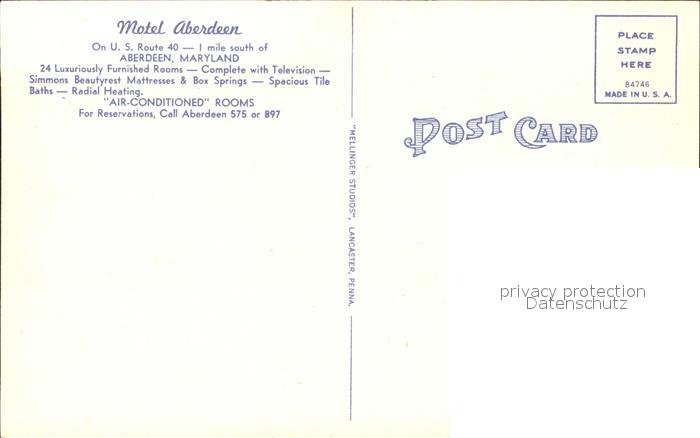 Motel Aberdeen
On U. S. Route 40 — 1 mile south of
ABERDEEN, MARYLAND
24 Luxuriously Furnished Rooms — Complete with Television —
Simmons Beautyrest Mattresses & Box Springs — Spacious Tile
Baths — Radial Heating.
"AIR-CONDITIONED" ROOMS
For Reservations, Call Aberdeen 575 or 897
"MELLINGER STUDIOS", LANCASTER, PENNA.
PLACE
STAMP
HERE
84746
MADE IN U. S. A.
POST CARD
privacy protection
Datenschutz